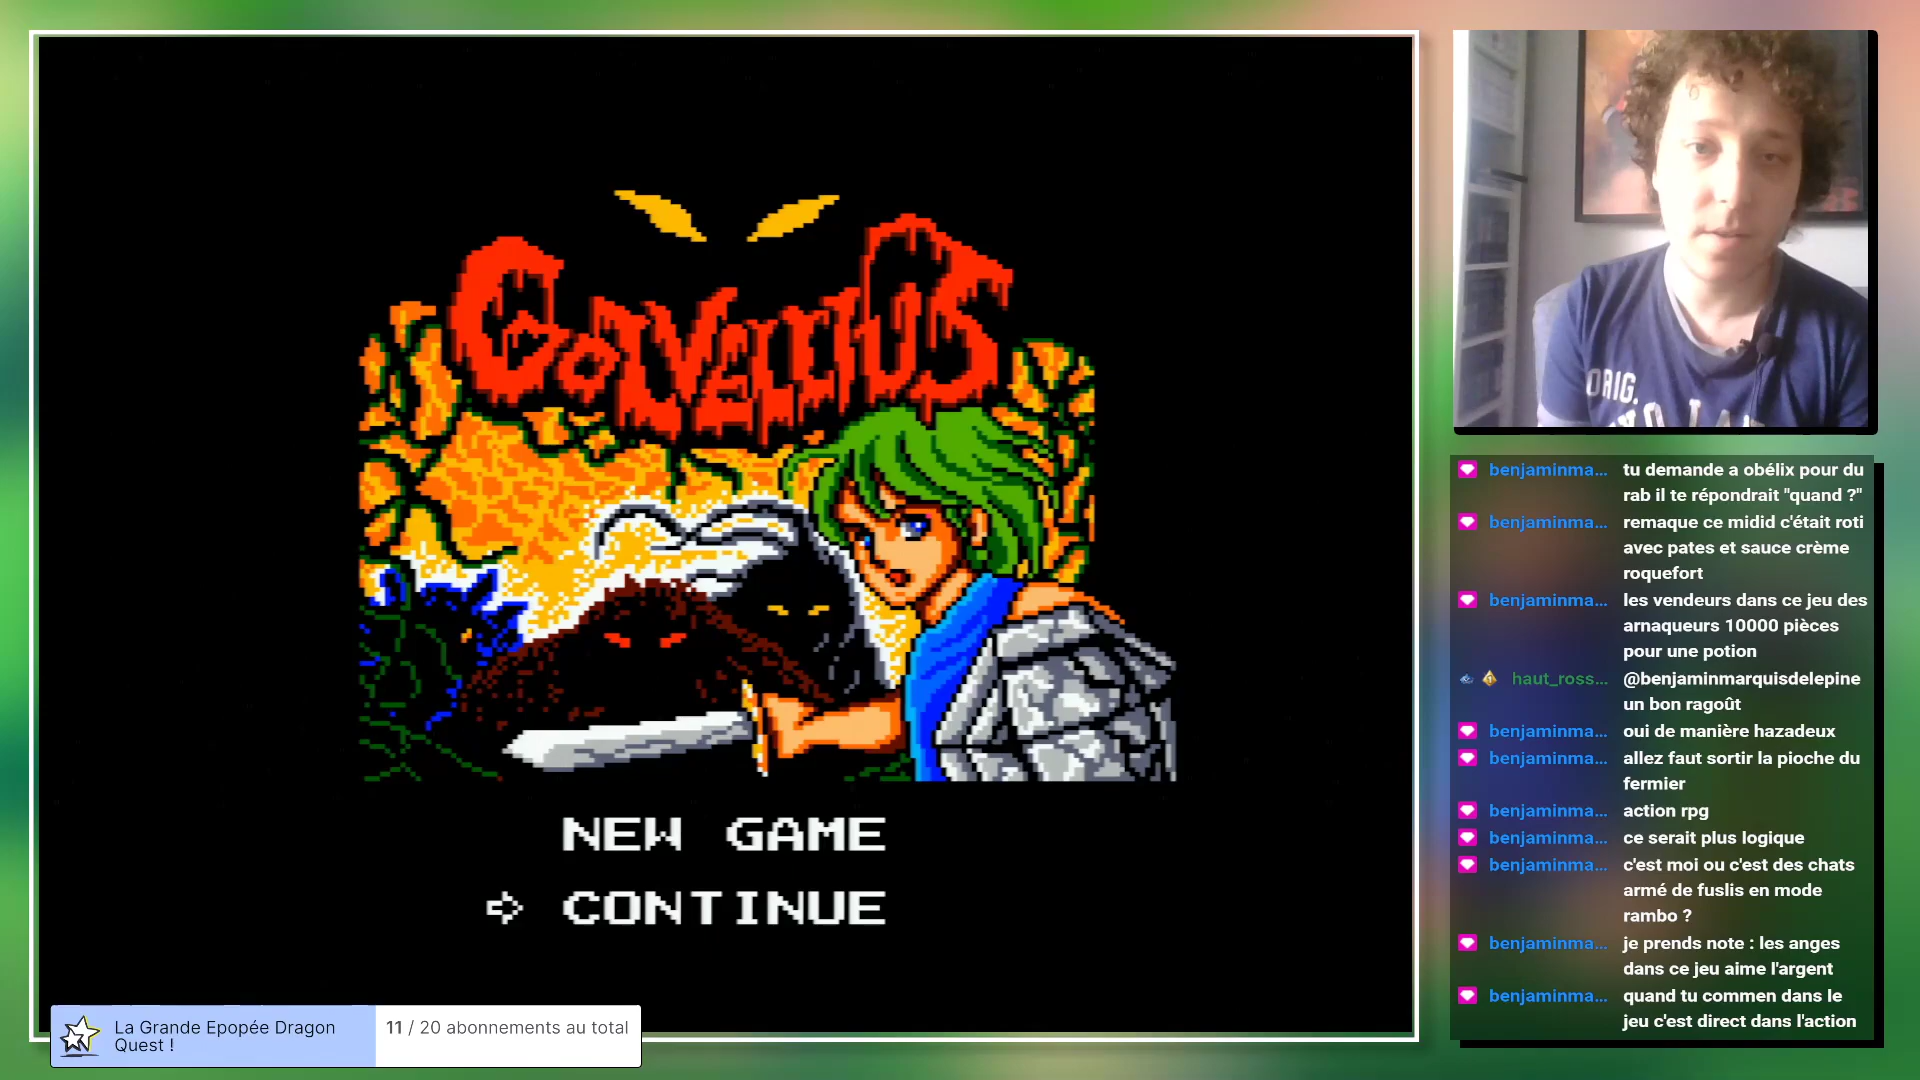 GOLVELLIUS
NEW GAME
CONTINUE
La Grande Epopée Dragon
Quest !
11 / 20 abonnements au total
ORIG.
benjaminma... tu demande a obélix pour du
rab il te répondrait "quand ?"
benjaminma... remaque ce midid c'était roti
avec pates et sauce crème
roquefort
benjaminma... les vendeurs dans ce jeu des
arnaqueurs 10000 pièces
pour une potion
haut_ross... @benjaminmarquisdelepine
un bon ragoût
benjaminma... oui de manière hazadeux
benjaminma... allez faut sortir la pioche du
fermier
benjaminma... action rpg
benjaminma... ce serait plus logique
benjaminma... c'est moi ou c'est des chats
armé de fuslis en mode
rambo ?
benjaminma... je prends note : les anges
dans ce jeu aime l'argent
benjaminma... quand tu commen dans le
jeu c'est direct dans l'action